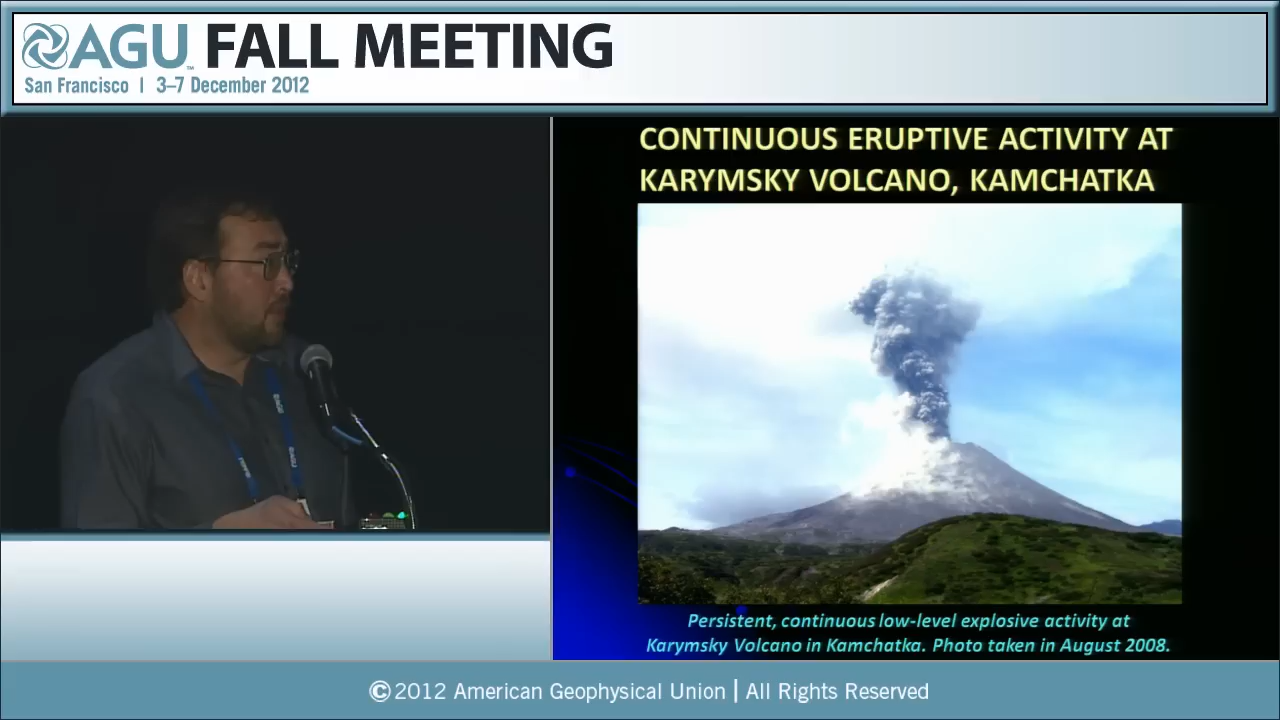 AGU FALL MEETING
San Francisco | 3–7 December 2012
CONTINUOUS ERUPTIVE ACTIVITY AT
KARYMSKY VOLCANO, KAMCHATKA
Persistent, continuous low-level explosive activity at
Karymsky Volcano in Kamchatka. Photo taken in August 2008.
©2012 American Geophysical Union | All Rights Reserved